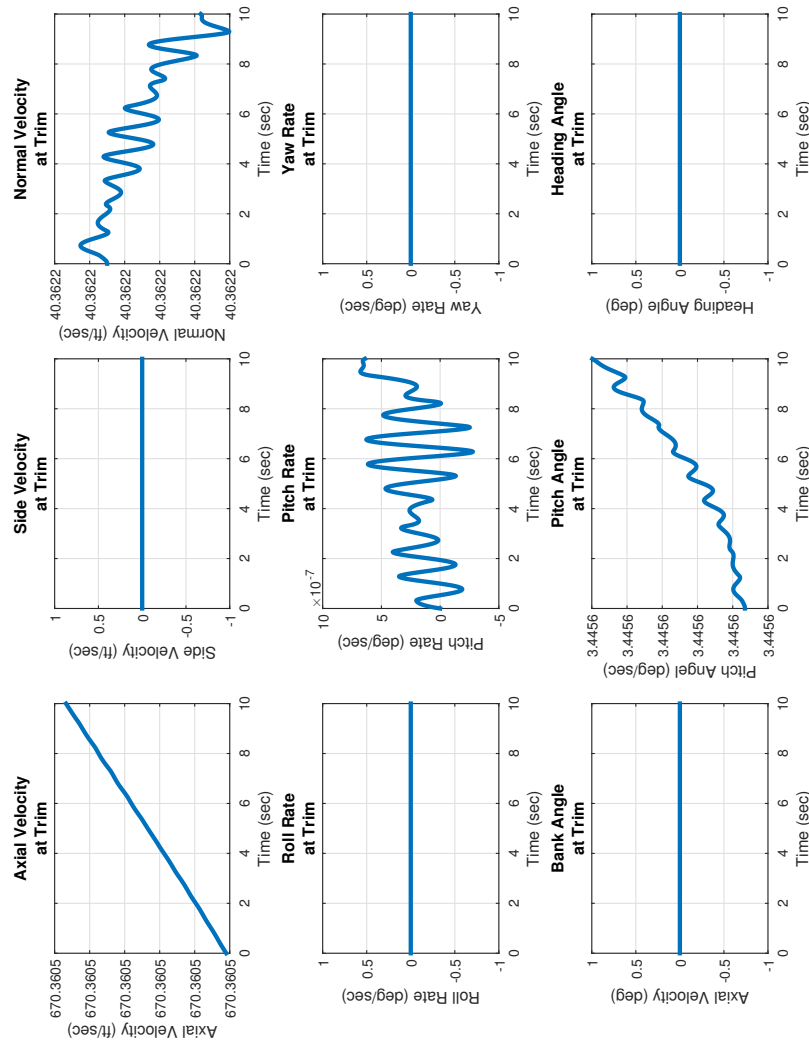 Axial Velocity
at Trim
Axial Velocity (ft/sec)
670.3605
670.3605
670.3605
670.3605
670.3605
670.3605
0
2
4
6
8
10
Time (sec)
Side Velocity
at Trim
Side Velocity (ft/sec)
1
0.5
0
-0.5
-1
0
2
4
6
8
10
Time (sec)
Normal Velocity
at Trim
Normal Velocity (ft/sec)
40.3622
40.3622
40.3622
40.3622
40.3622
40.3622
0
2
4
6
8
10
Time (sec)
Roll Rate
at Trim
Roll Rate (deg/sec)
1
0.5
0
-0.5
-1
0
2
4
6
8
10
Time (sec)
Pitch Rate
at Trim
×10-7
Pitch Rate (deg/sec)
10
5
0
-5
0
2
4
6
8
10
Time (sec)
Yaw Rate
at Trim
Yaw Rate (deg/sec)
1
0.5
0
-0.5
-1
0
2
4
6
8
10
Time (sec)
Bank Angle
at Trim
Axial Velocity (deg)
1
0.5
0
-0.5
-1
0
2
4
6
8
10
Time (sec)
Pitch Angle
at Trim
Pitch Angel (deg/sec)
3.4456
3.4456
3.4456
3.4456
3.4456
3.4455
0
2
4
6
8
10
Time (sec)
Heading Angle
at Trim
Heading Angle (deg)
1
0.5
0
-0.5
-1
0
2
4
6
8
10
Time (sec)